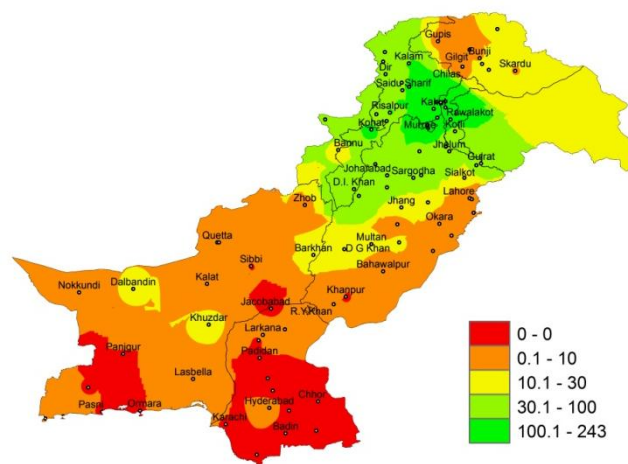 Gupis
Kalam
Gilgit
Bunji
Dir
Skardu
Chilas
Saidu Sharif
Kakul
Risalpur
Rawalakot
Kohat
Murree
Kotli
Bannu
Jhelum
Gujrat
Joharabad
Sargodha
Sialkot
D.I. Khan
Zhob
Jhang
Lahore
Okara
Quetta
Multan
Barkhan
D G Khan
Sibbi
Bahawalpur
Nokkundi
Dalbandin
Kalat
Khanpur
Jacobabad
R.Y.Khan
Khuzdar
Larkana
Panjgur
Padidan
Lasbella
Chhor
Pasni
Ormara
Hyderabad
Karachi
Badin
0 - 0
0.1 - 10
10.1 - 30
30.1 - 100
100.1 - 243